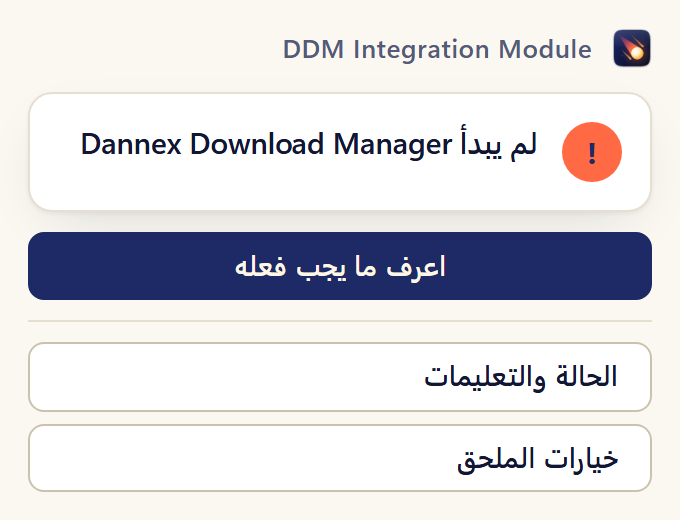 DDM Integration Module
لم يبدأ Dannex Download Manager
!
اعرف ما يجب فعله
الحالة والتعليمات
خيارات الملحق